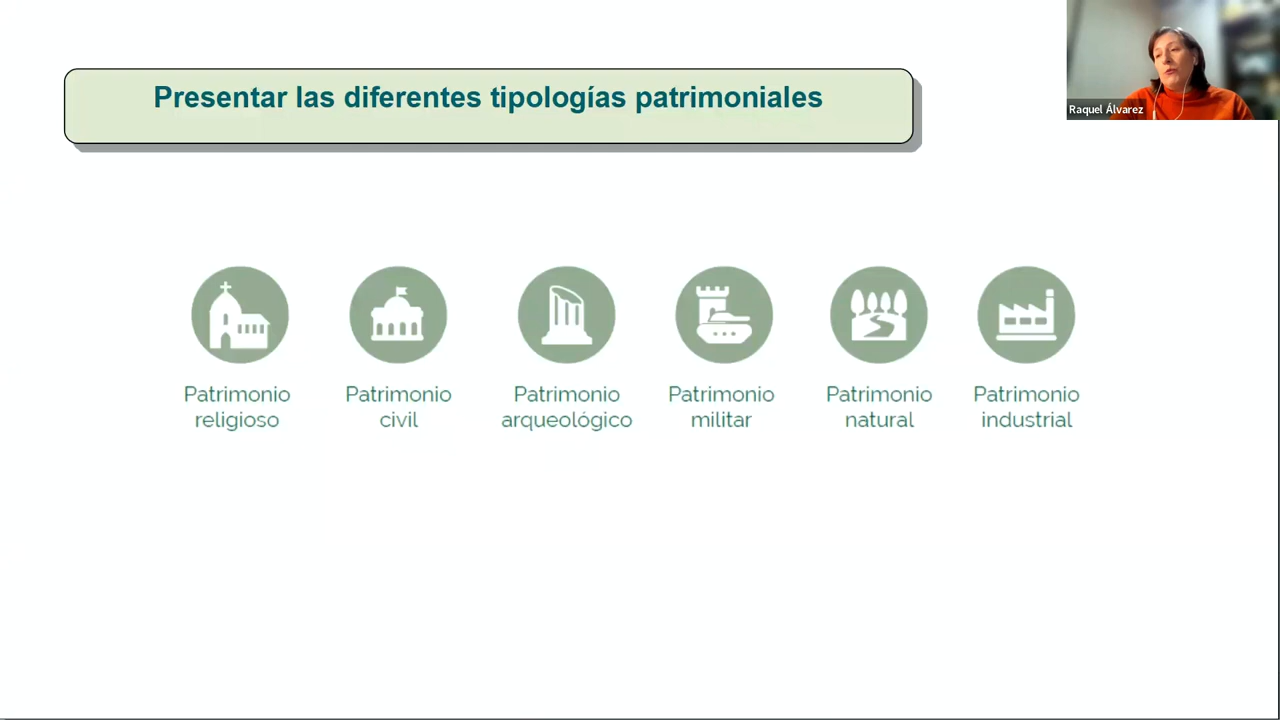 Presentar las diferentes tipologías patrimoniales
Raquel Álvarez
Patrimonio religioso
Patrimonio civil
Patrimonio arqueológico
Patrimonio militar
Patrimonio natural
Patrimonio industrial